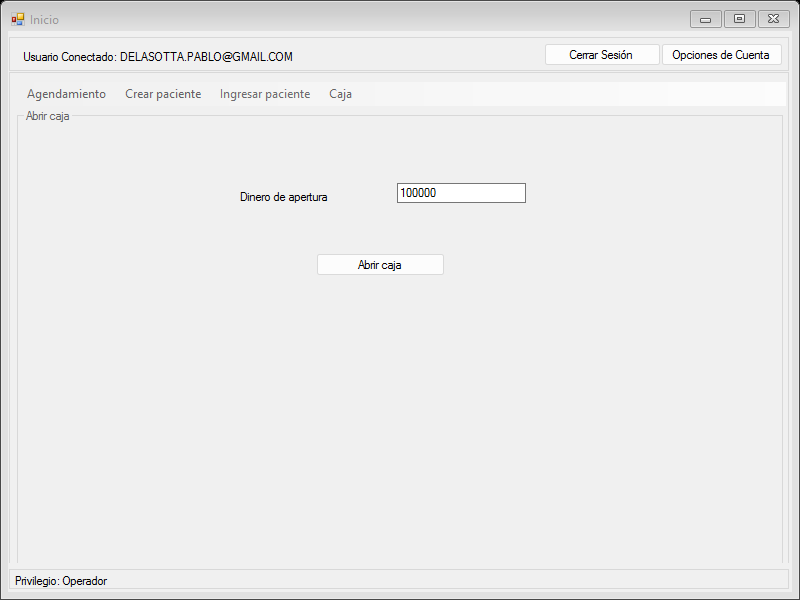 Inicio
Usuario Conectado: DELASOTTA.PABLO@GMAIL.COM
Cerrar Sesión
Opciones de Cuenta
Agendamiento Crear paciente Ingresar paciente Caja
Abrir caja
Dinero de apertura 100000
Abrir caja
Privilegio: Operador